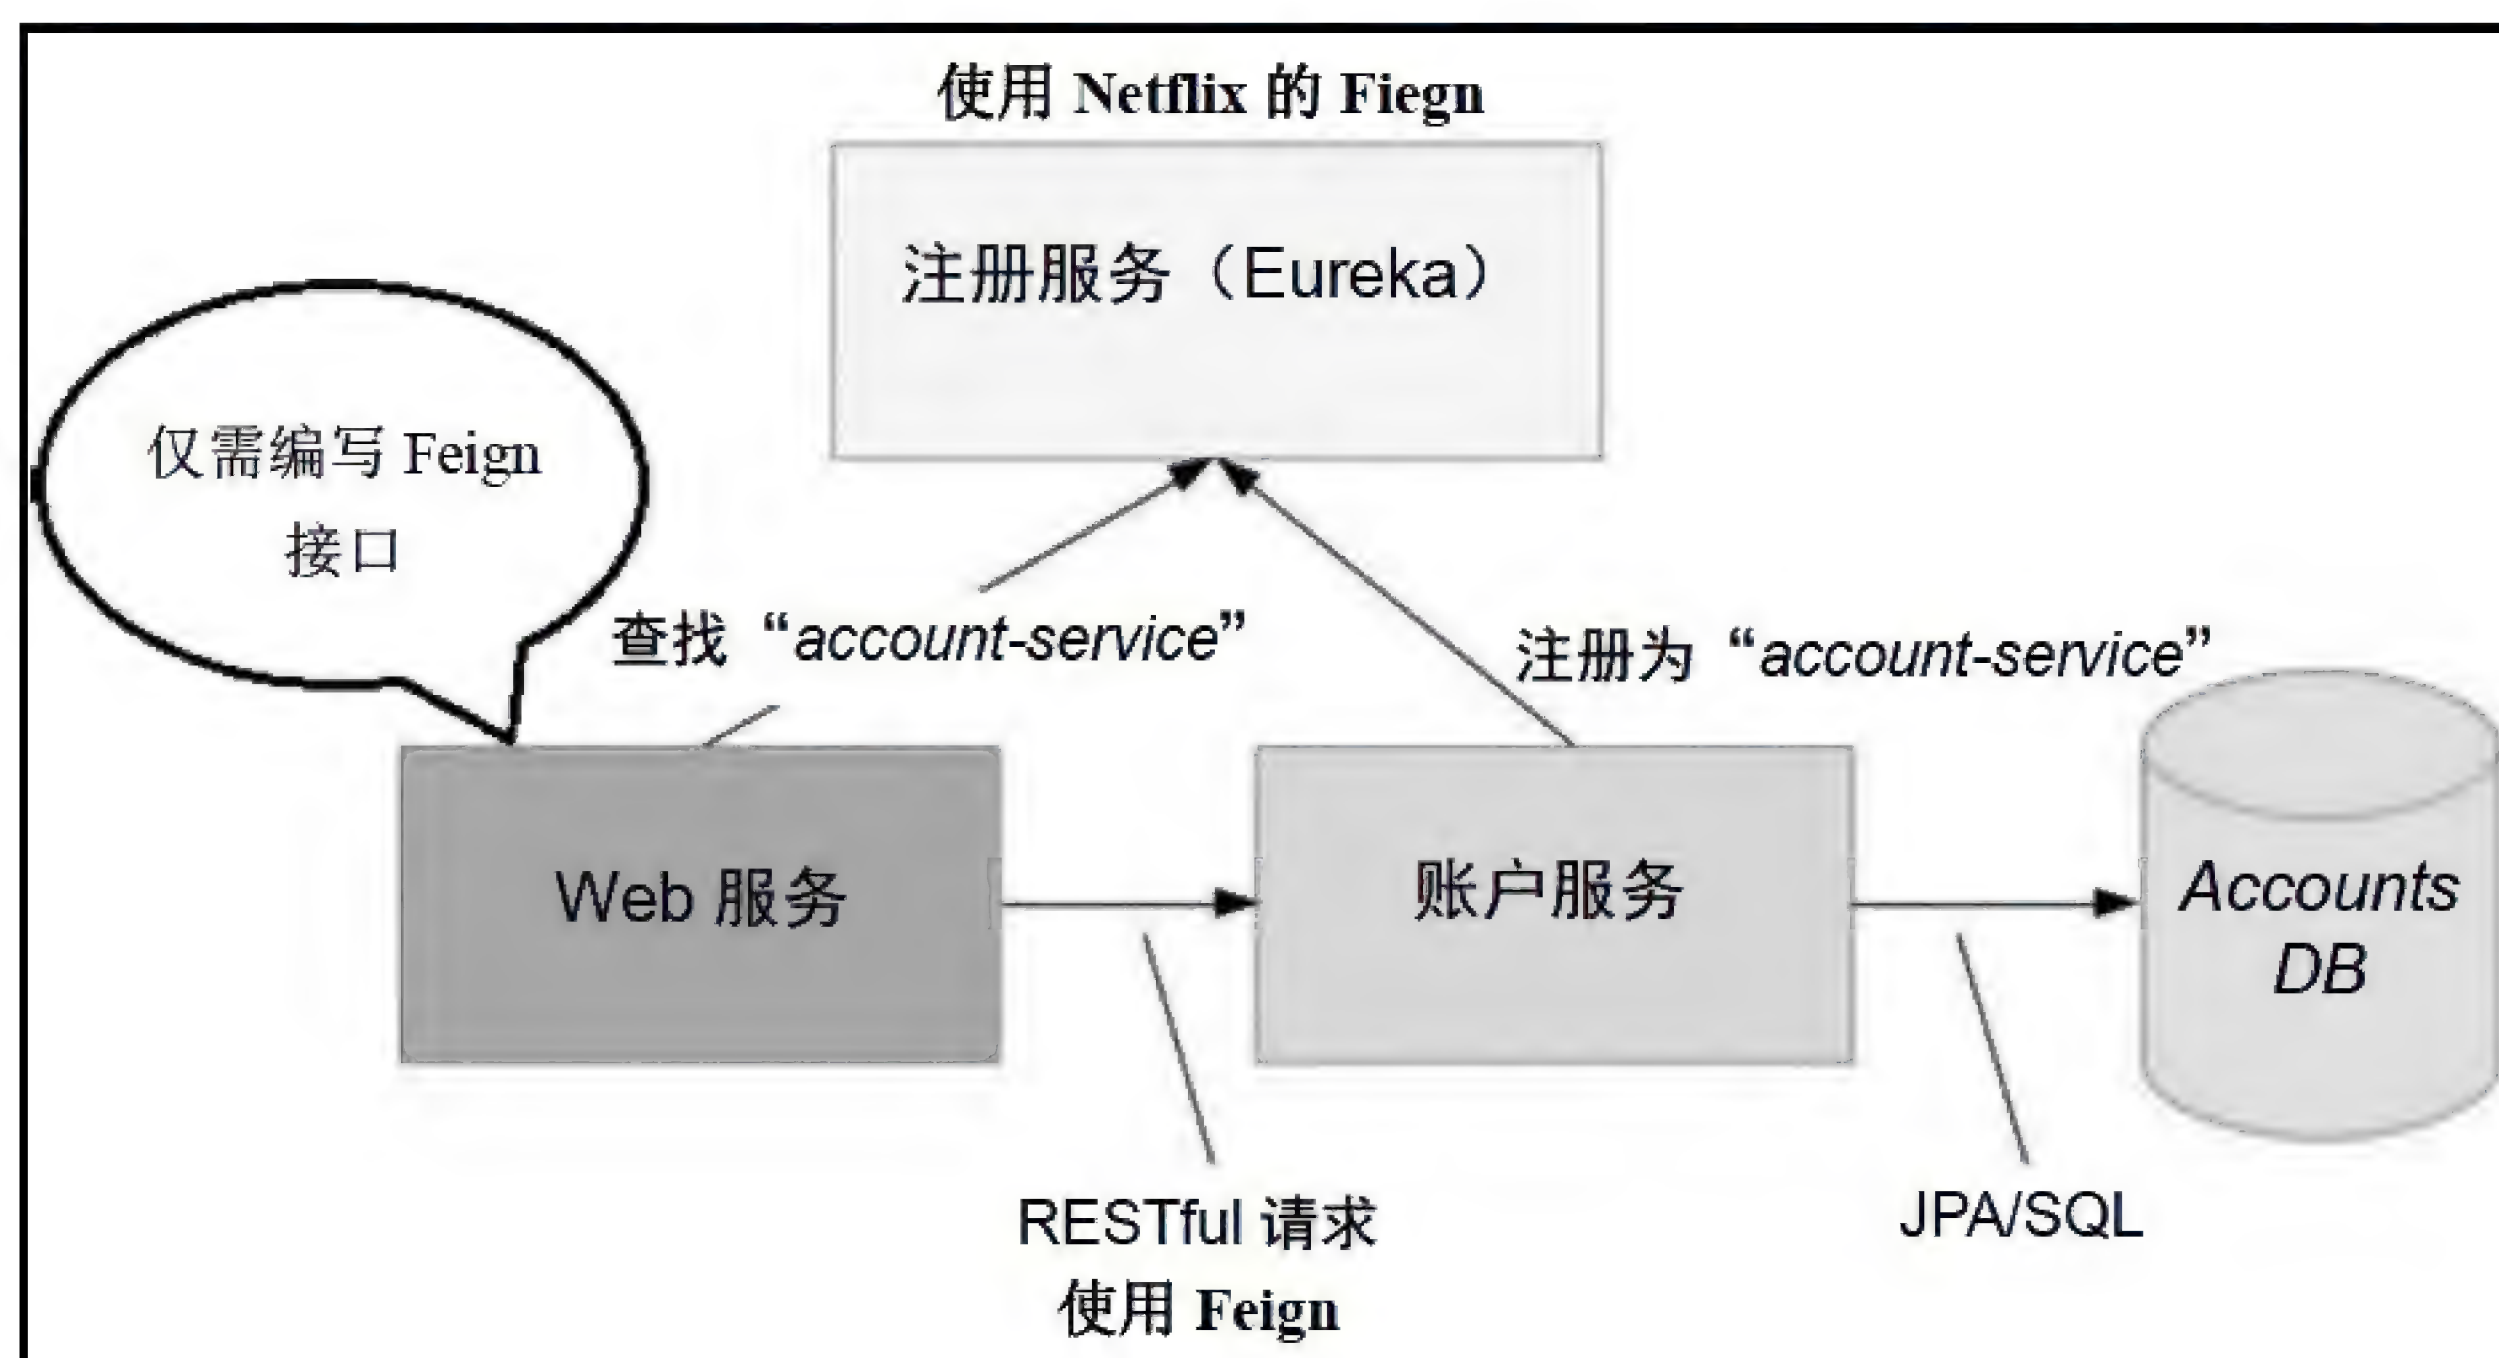 使用 Netflix 的 Fiegn
注册服务（Eureka）
仅需编写 Feign
接口
查找 “account-service”
注册为 “account-service”
Web 服务
账户服务
Accounts
DB
RESTful 请求
使用 Feign
JPA/SQL